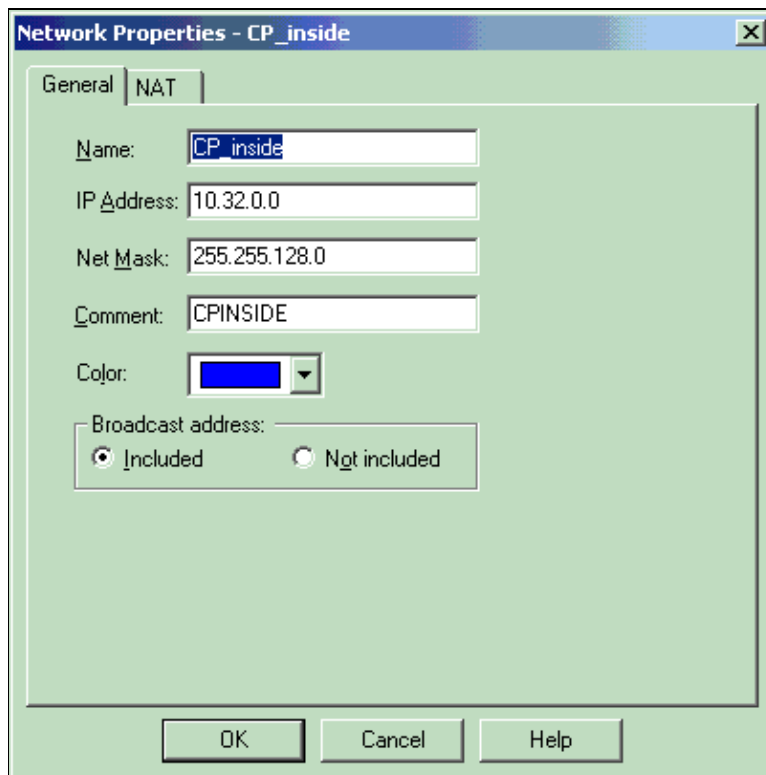 Network Properties - CP_inside
General NAT
Name: CP_inside
IP Address: 10.32.0.0
Net Mask: 255.255.128.0
Comment: CPINSIDE
Color:
Broadcast address:
Included Not included
OK Cancel Help